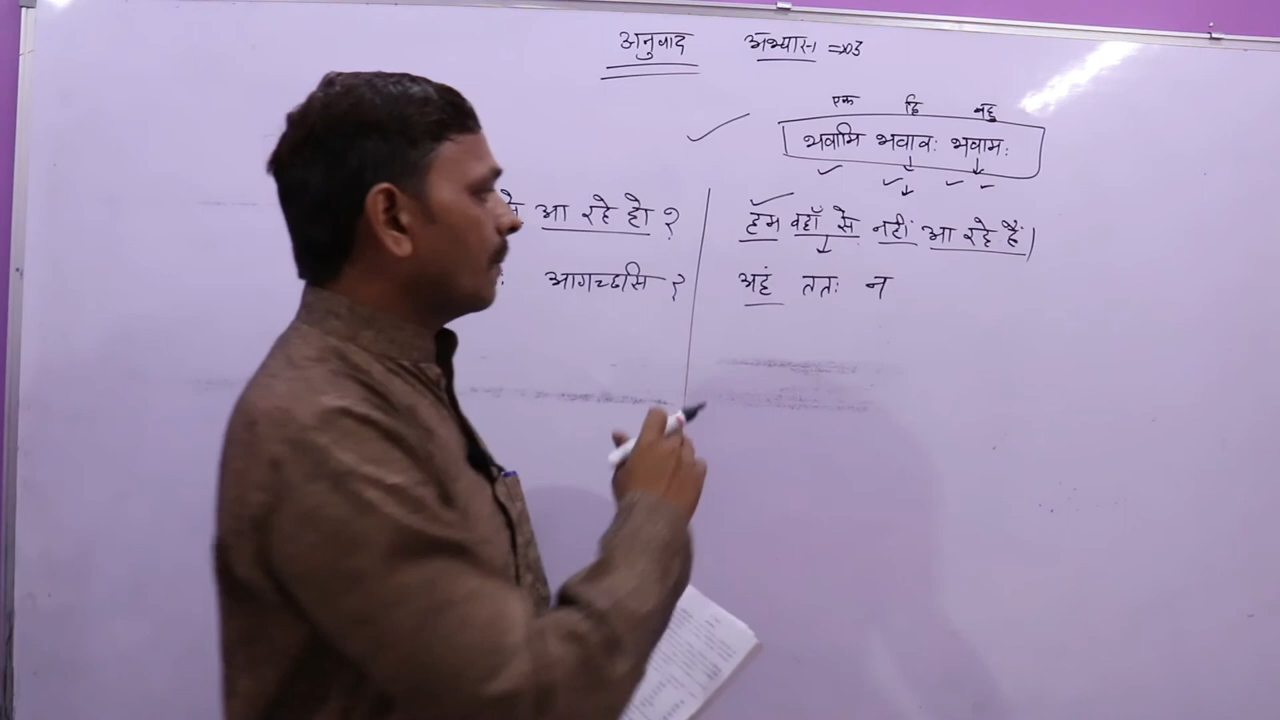 अनुवाद अभ्यास =03
एक द्वि बहु
भवामि भवावः भवामः
से आ रहे हो ?
हम वहाँ से नहीं आ रहे हैं।
आगच्छसि ?
अहं ततः न